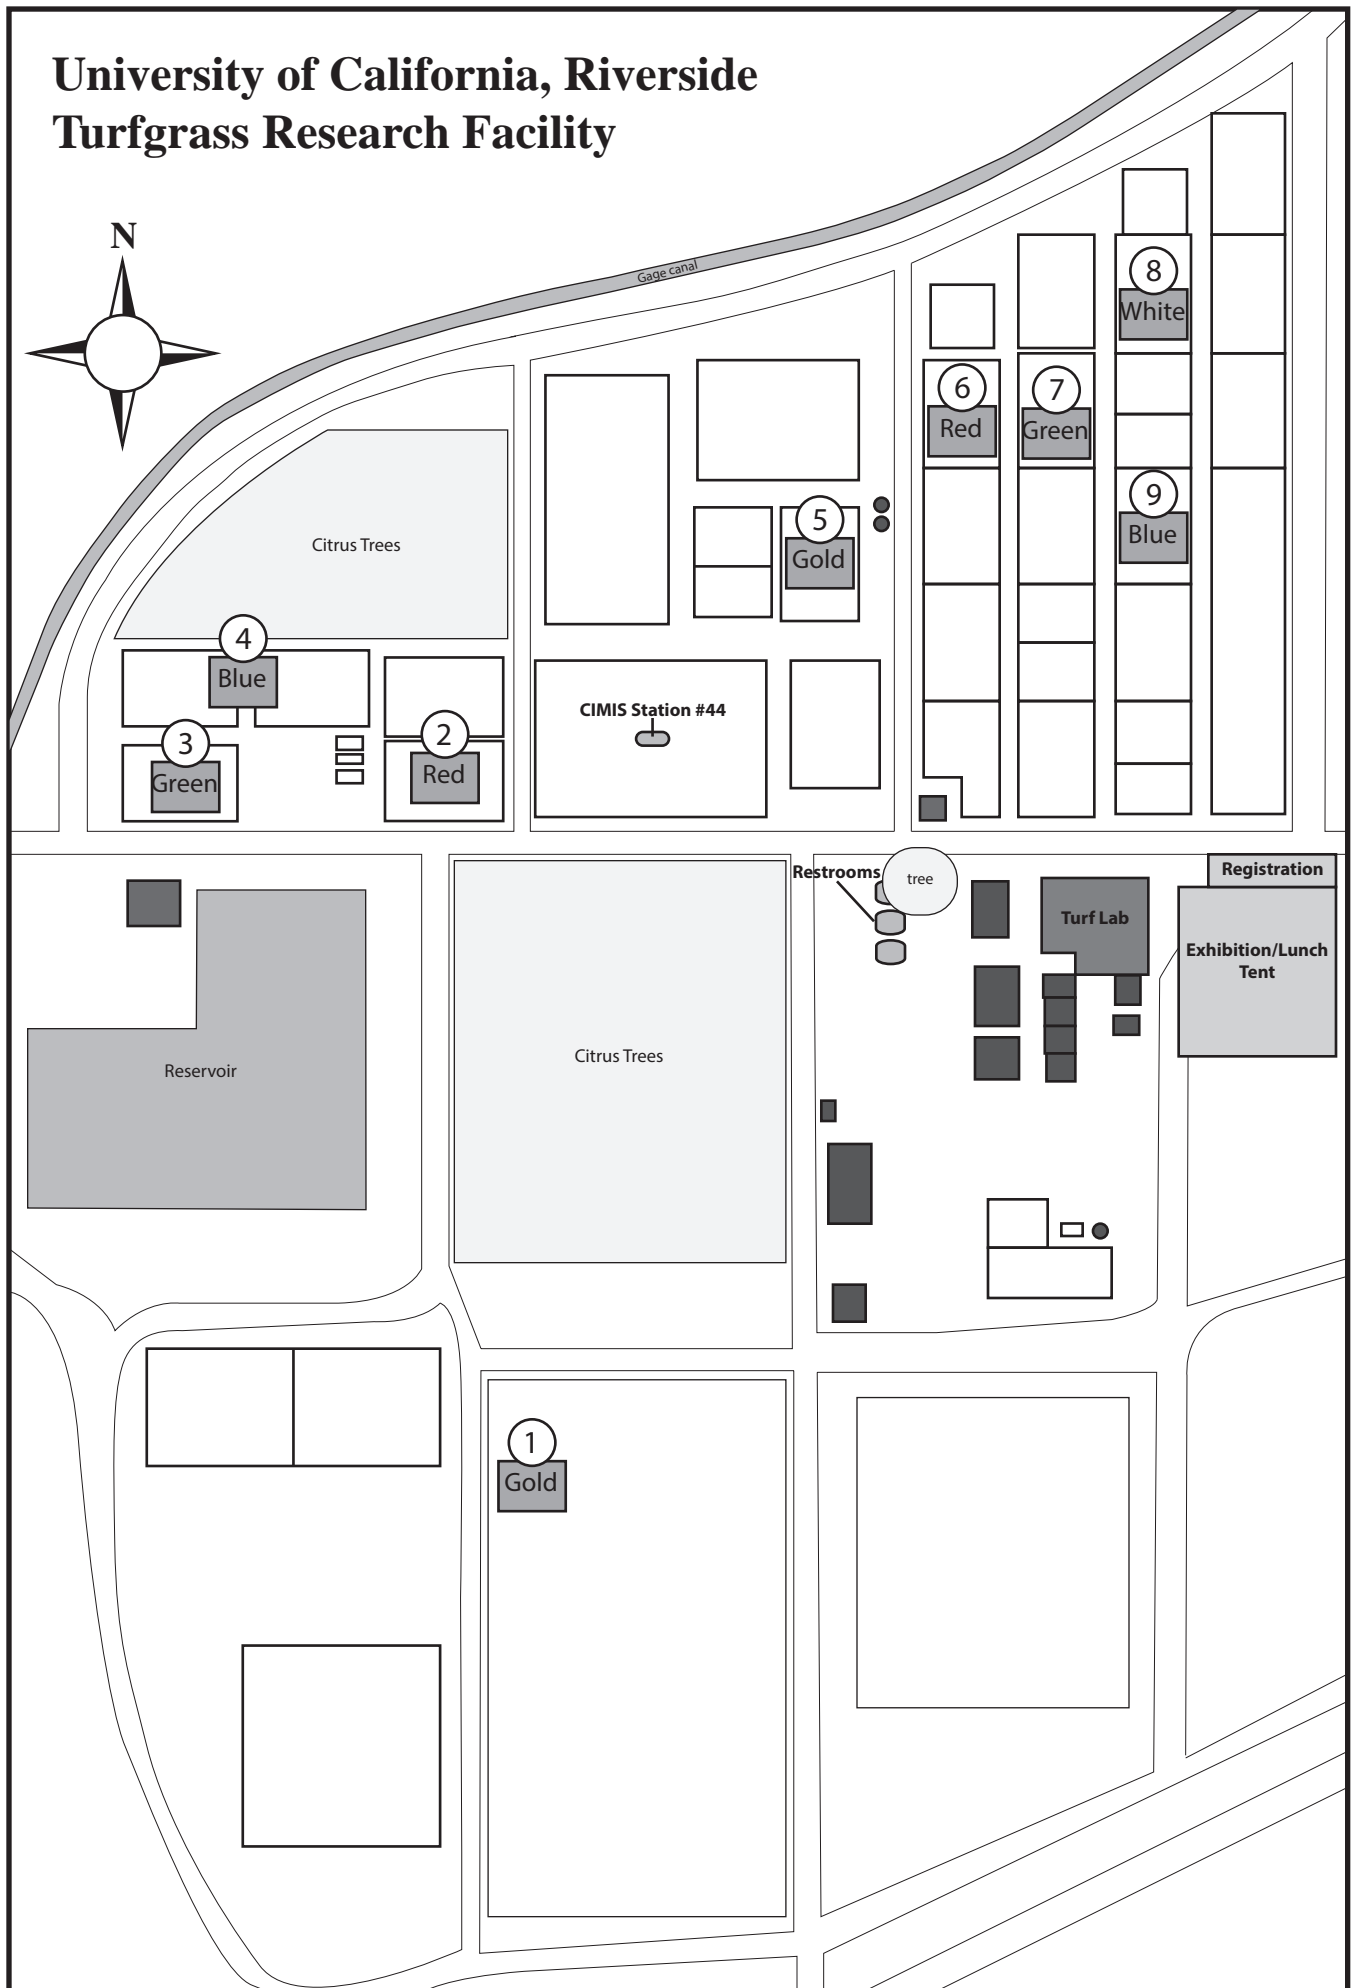 University of California, Riverside
Turfgrass Research Facility
N
Gage canal
8
White
6
Red
7
Green
9
Blue
5
Gold
Citrus Trees
4
Blue
CIMIS Station #44
3
Green
2
Red
Restrooms
tree
Registration
Turf Lab
Exhibition/Lunch
Tent
Citrus Trees
Reservoir
1
Gold